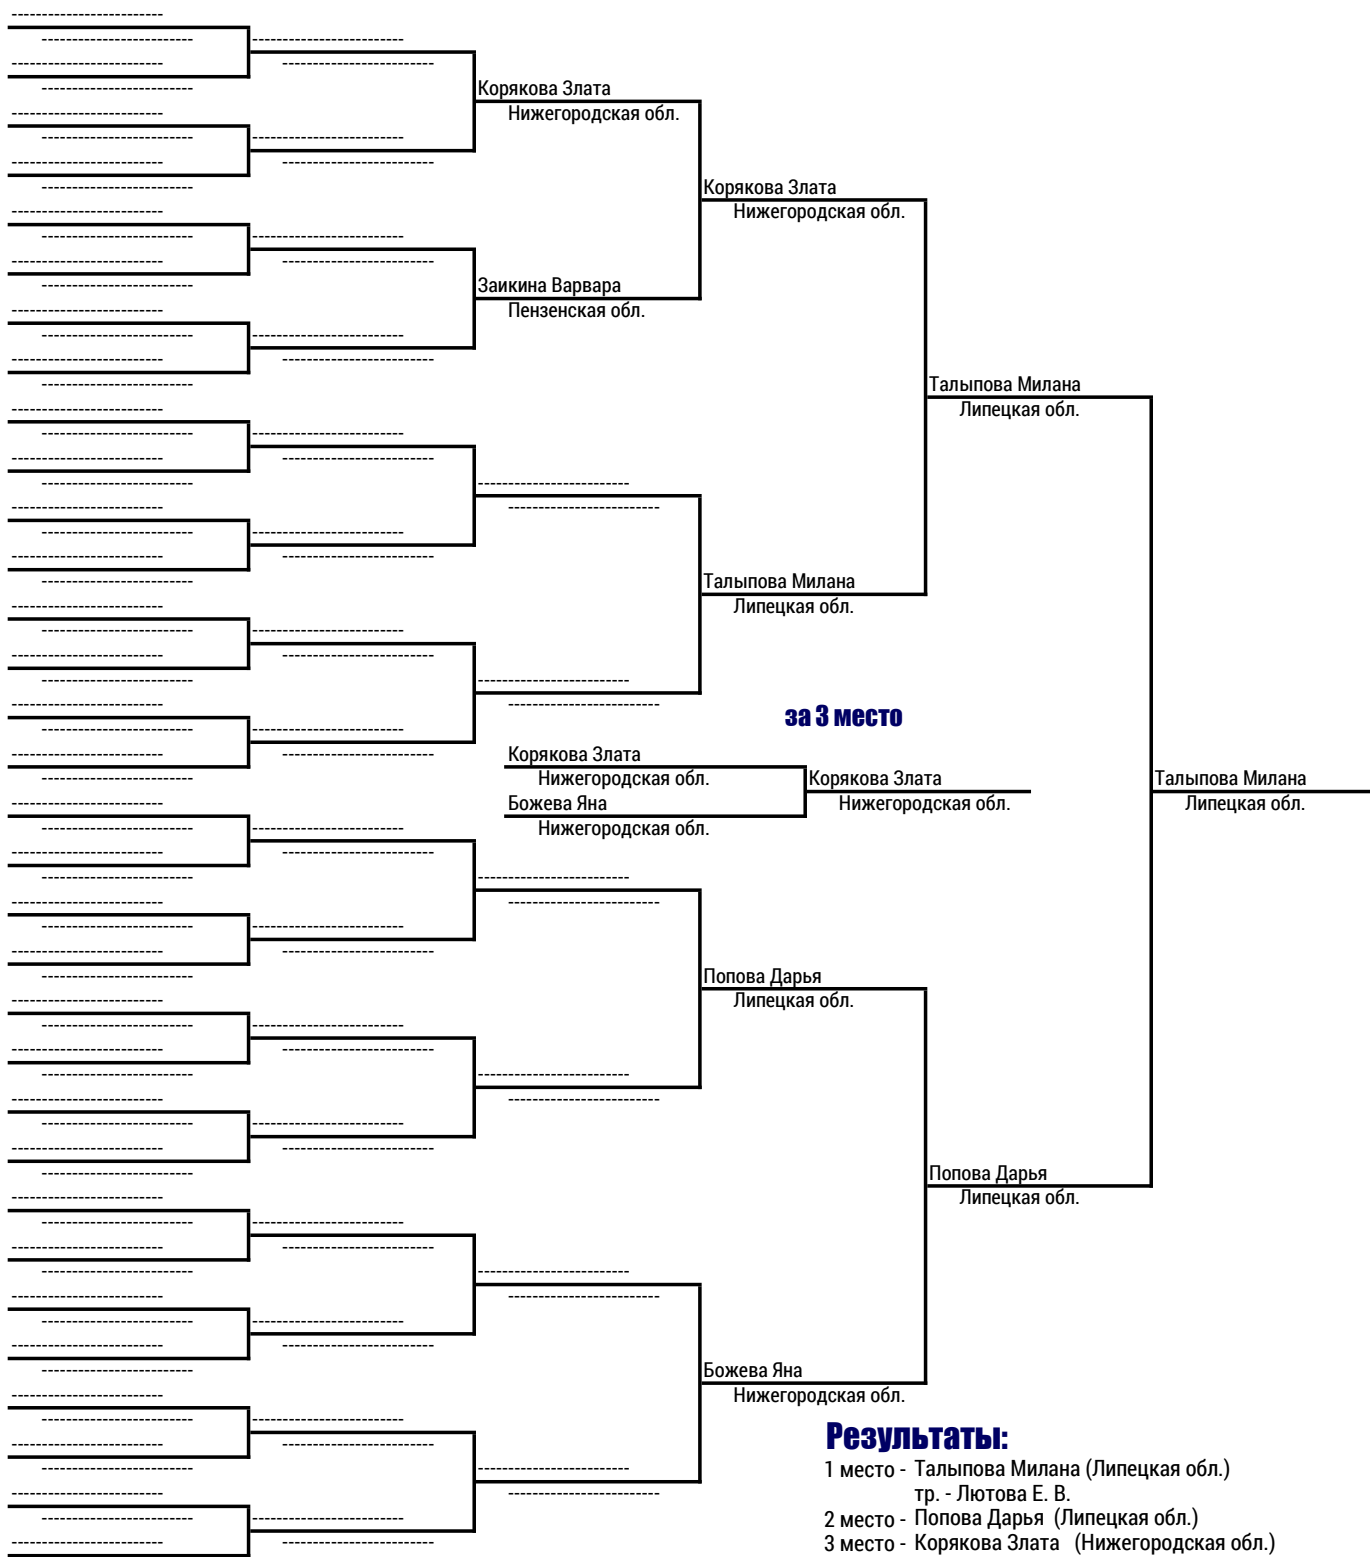 Корякова Злата
Нижегородская обл.
Корякова Злата
Нижегородская обл.
Заикина Варвара
Пензенская обл.
Талыпова Милана
Липецкая обл.
Талыпова Милана
Липецкая обл.
за 3 место
Корякова Злата
Нижегородская обл.
Божева Яна
Нижегородская обл.
Корякова Злата
Нижегородская обл.
Талыпова Милана
Липецкая обл.
Попова Дарья
Липецкая обл.
Попова Дарья
Липецкая обл.
Божева Яна
Нижегородская обл.
Результаты:
1 место - Талыпова Милана (Липецкая обл.)
тр. - Лютова Е. В.
2 место - Попова Дарья (Липецкая обл.)
3 место - Корякова Злата (Нижегородская обл.)